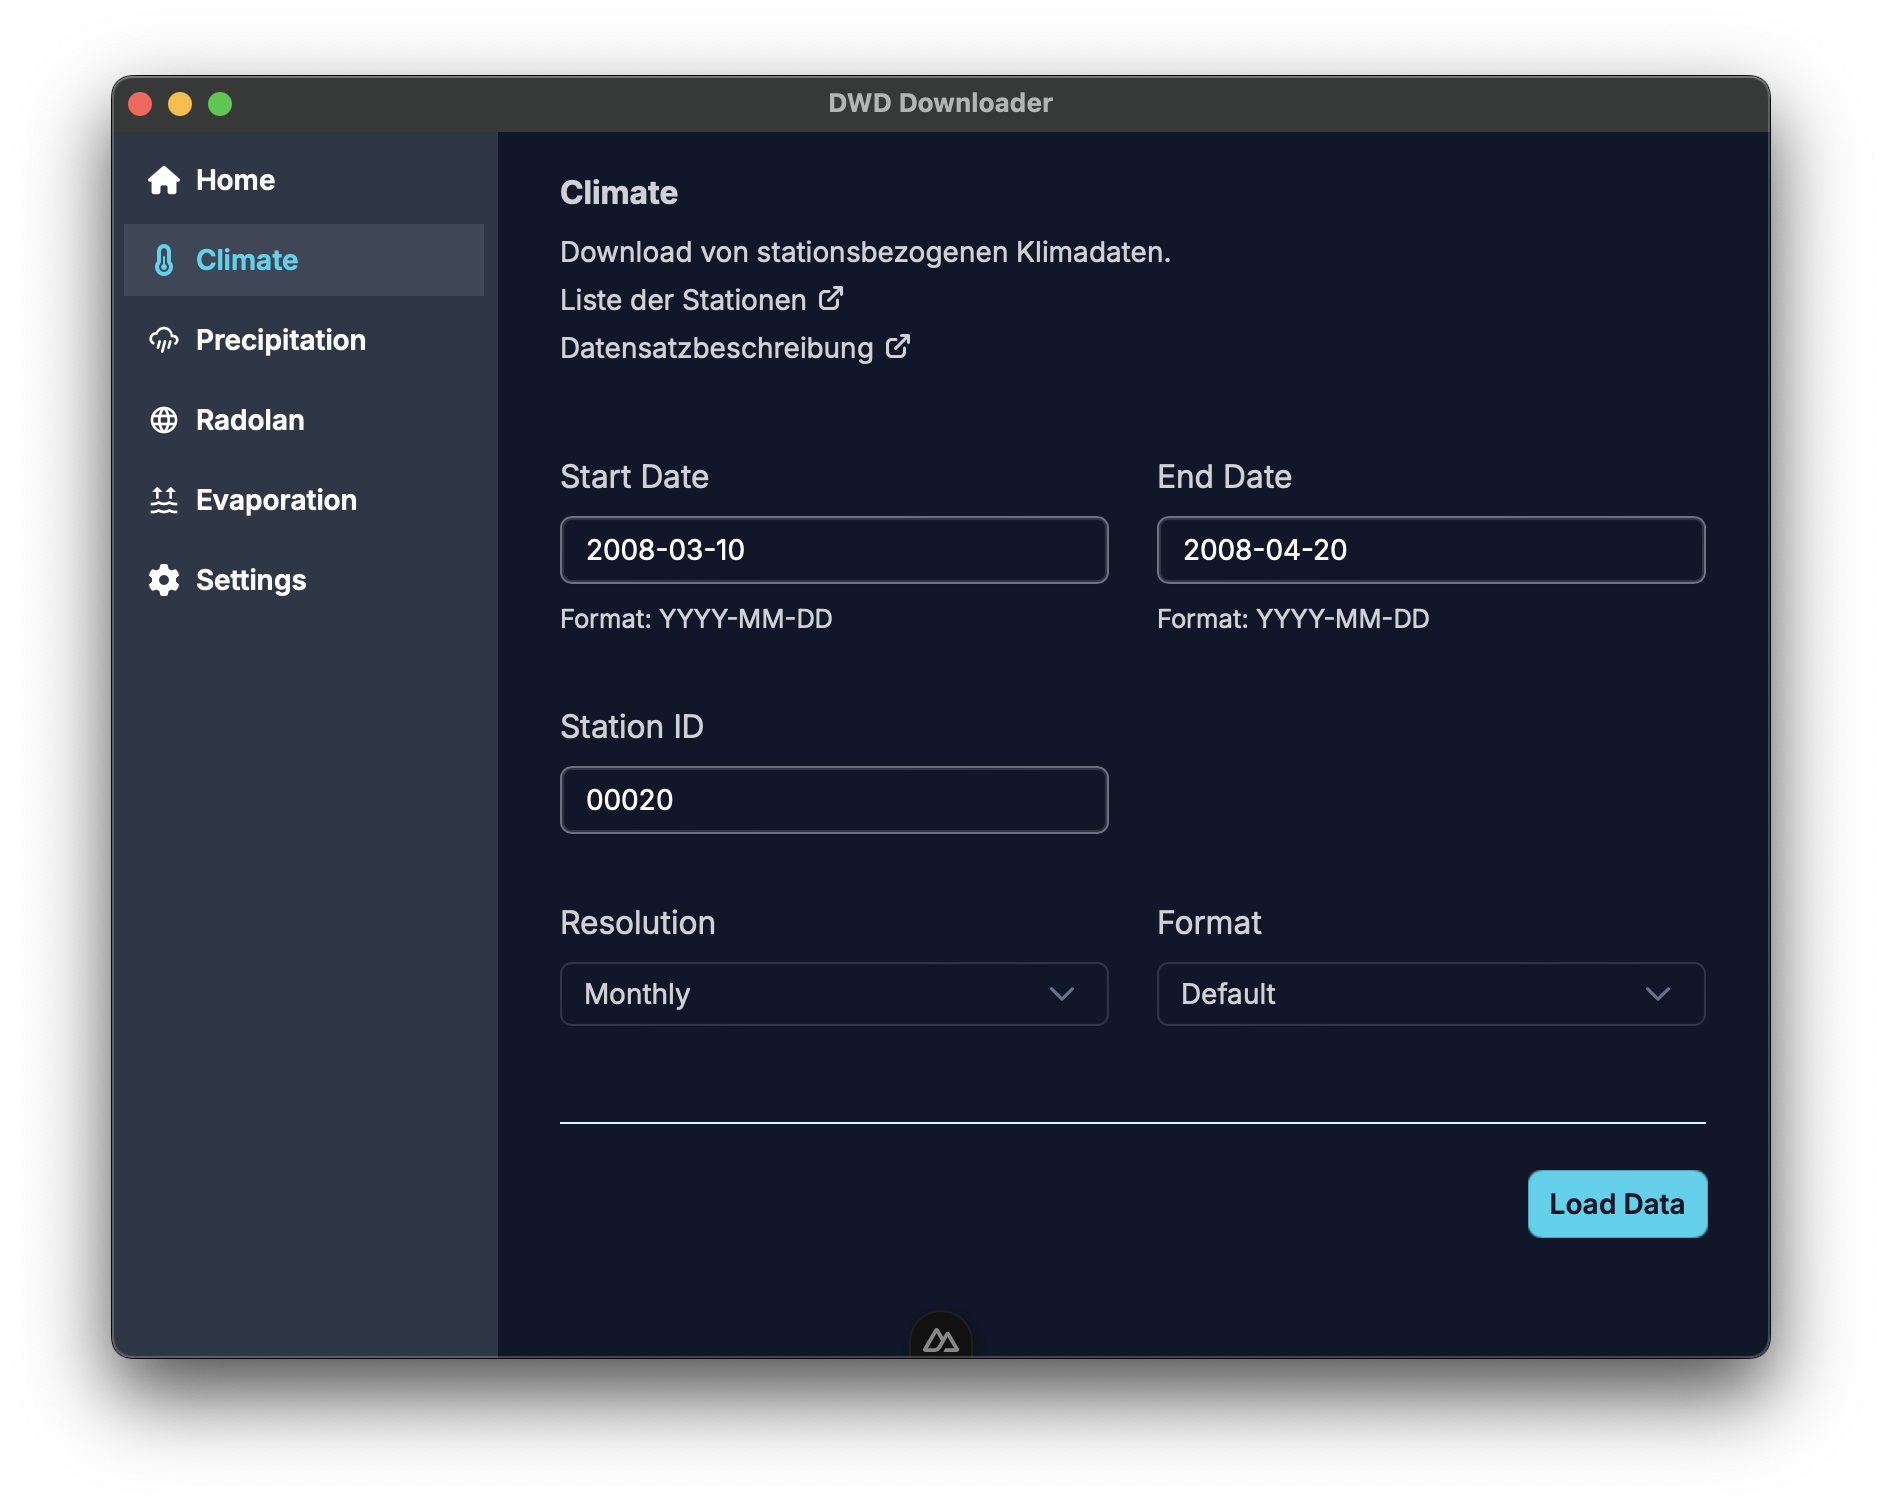 DWD Downloader
Home
Climate
Precipitation
Radolan
Evaporation
Settings
Climate
Download von stationsbezogenen Klimadaten.
Liste der Stationen
Datensatzbeschreibung
Start Date
End Date
2008-03-10
2008-04-20
Format: YYYY-MM-DD
Format: YYYY-MM-DD
Station ID
00020
Resolution
Format
Monthly
Default
Load Data